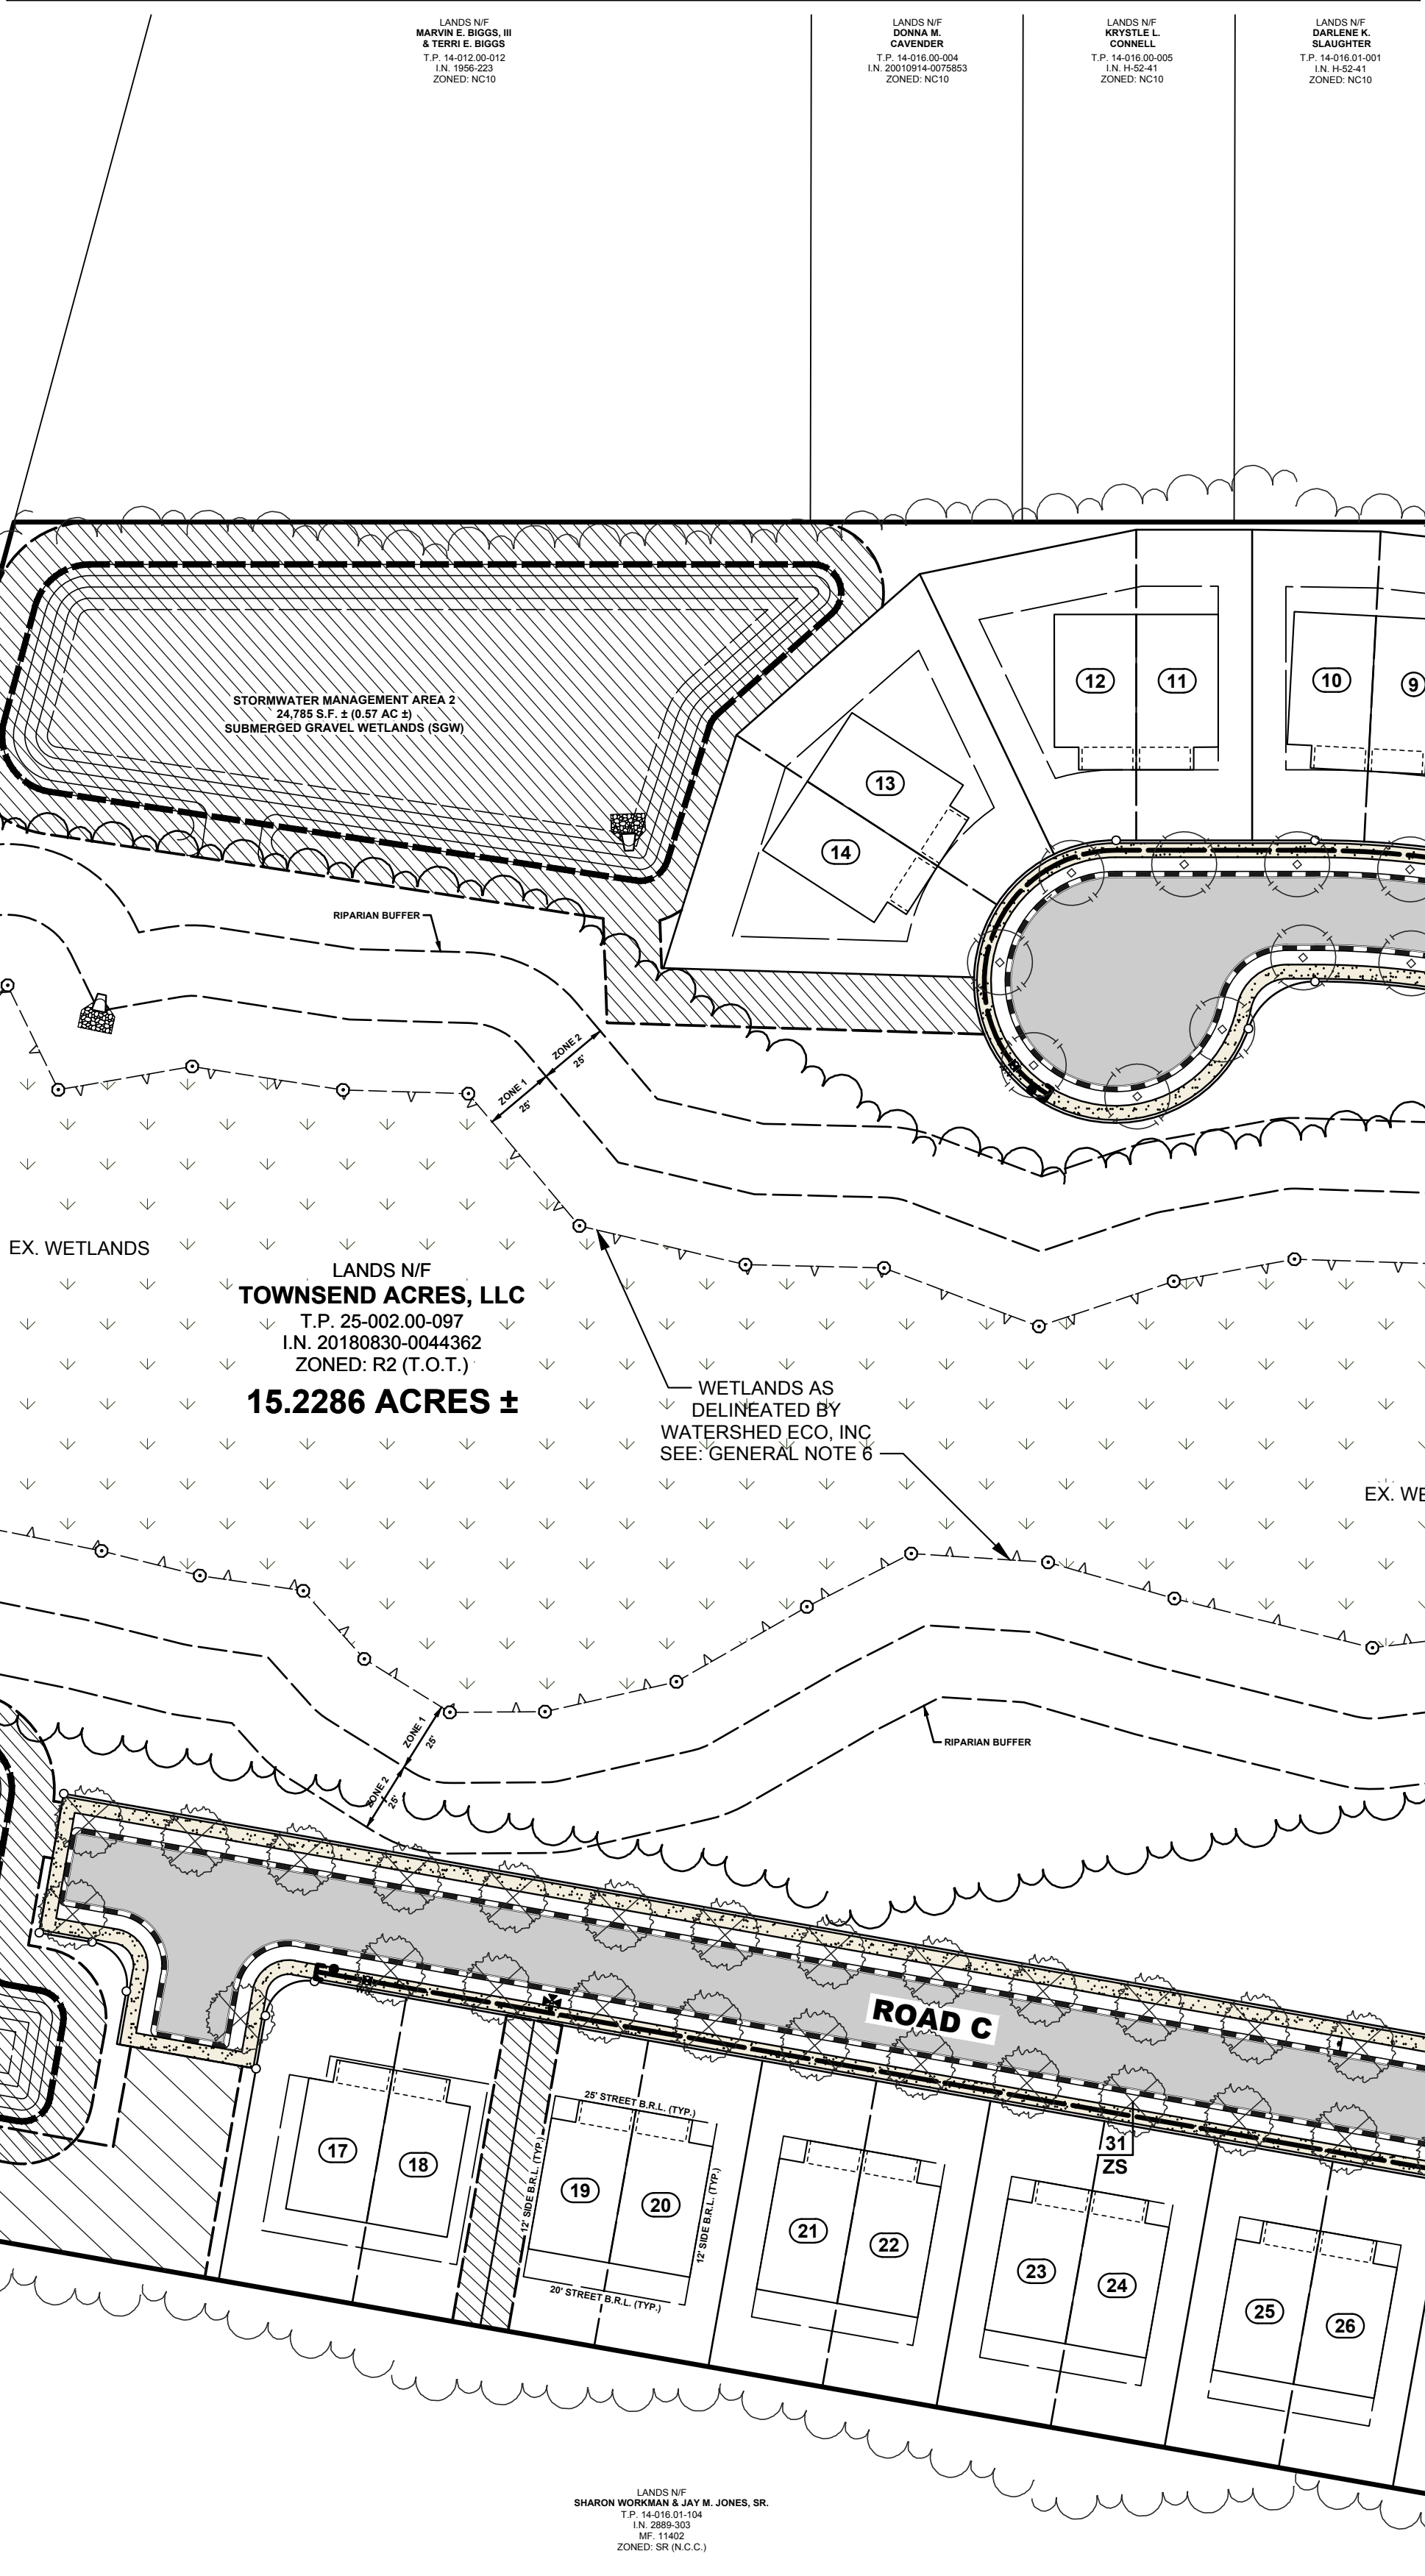 LANDS N/F
MARVIN E. BIGGS, III
& TERRI E. BIGGS
T.P. 14-012.00-012
I.N. 1956-223
ZONED: NC10
LANDS N/F
DONNA M.
CAVENDER
T.P. 14-016.00-004
I.N. 20010914-0075853
ZONED: NC10
LANDS N/F
KRYSTLE L.
CONNELL
T.P. 14-016.00-005
I.N. H-52-41
ZONED: NC10
LANDS N/F
DARLENE K.
SLAUGHTER
T.P. 14-016.01-001
I.N. H-52-41
ZONED: NC10
STORMWATER MANAGEMENT AREA 2
24,785 S.F. ± (0.57 AC ±)
SUBMERGED GRAVEL WETLANDS (SGW)
12
11
10
9
13
14
RIPARIAN BUFFER
ZONE 2
25'
ZONE 1
25'
EX. WETLANDS
LANDS N/F
TOWNSEND ACRES, LLC
T.P. 25-002.00-097
I.N. 20180830-0044362
ZONED: R2 (T.O.T.)
15.2286 ACRES ±
WETLANDS AS
DELINEATED BY
WATERSHED ECO, INC
SEE: GENERAL NOTE 6
EX. WE
ZONE 1
25'
ZONE 2
25'
RIPARIAN BUFFER
ROAD C
25' STREET B.R.L. (TYP.)
12' SIDE B.R.L. (TYP.)
12' SIDE B.R.L. (TYP.)
20' STREET B.R.L. (TYP.)
31
ZS
17
18
19
20
21
22
23
24
25
26
LANDS N/F
SHARON WORKMAN & JAY M. JONES, SR.
T.P. 14-016.01-104
I.N. 2889-303
MF. 11402
ZONED: SR (N.C.C.)